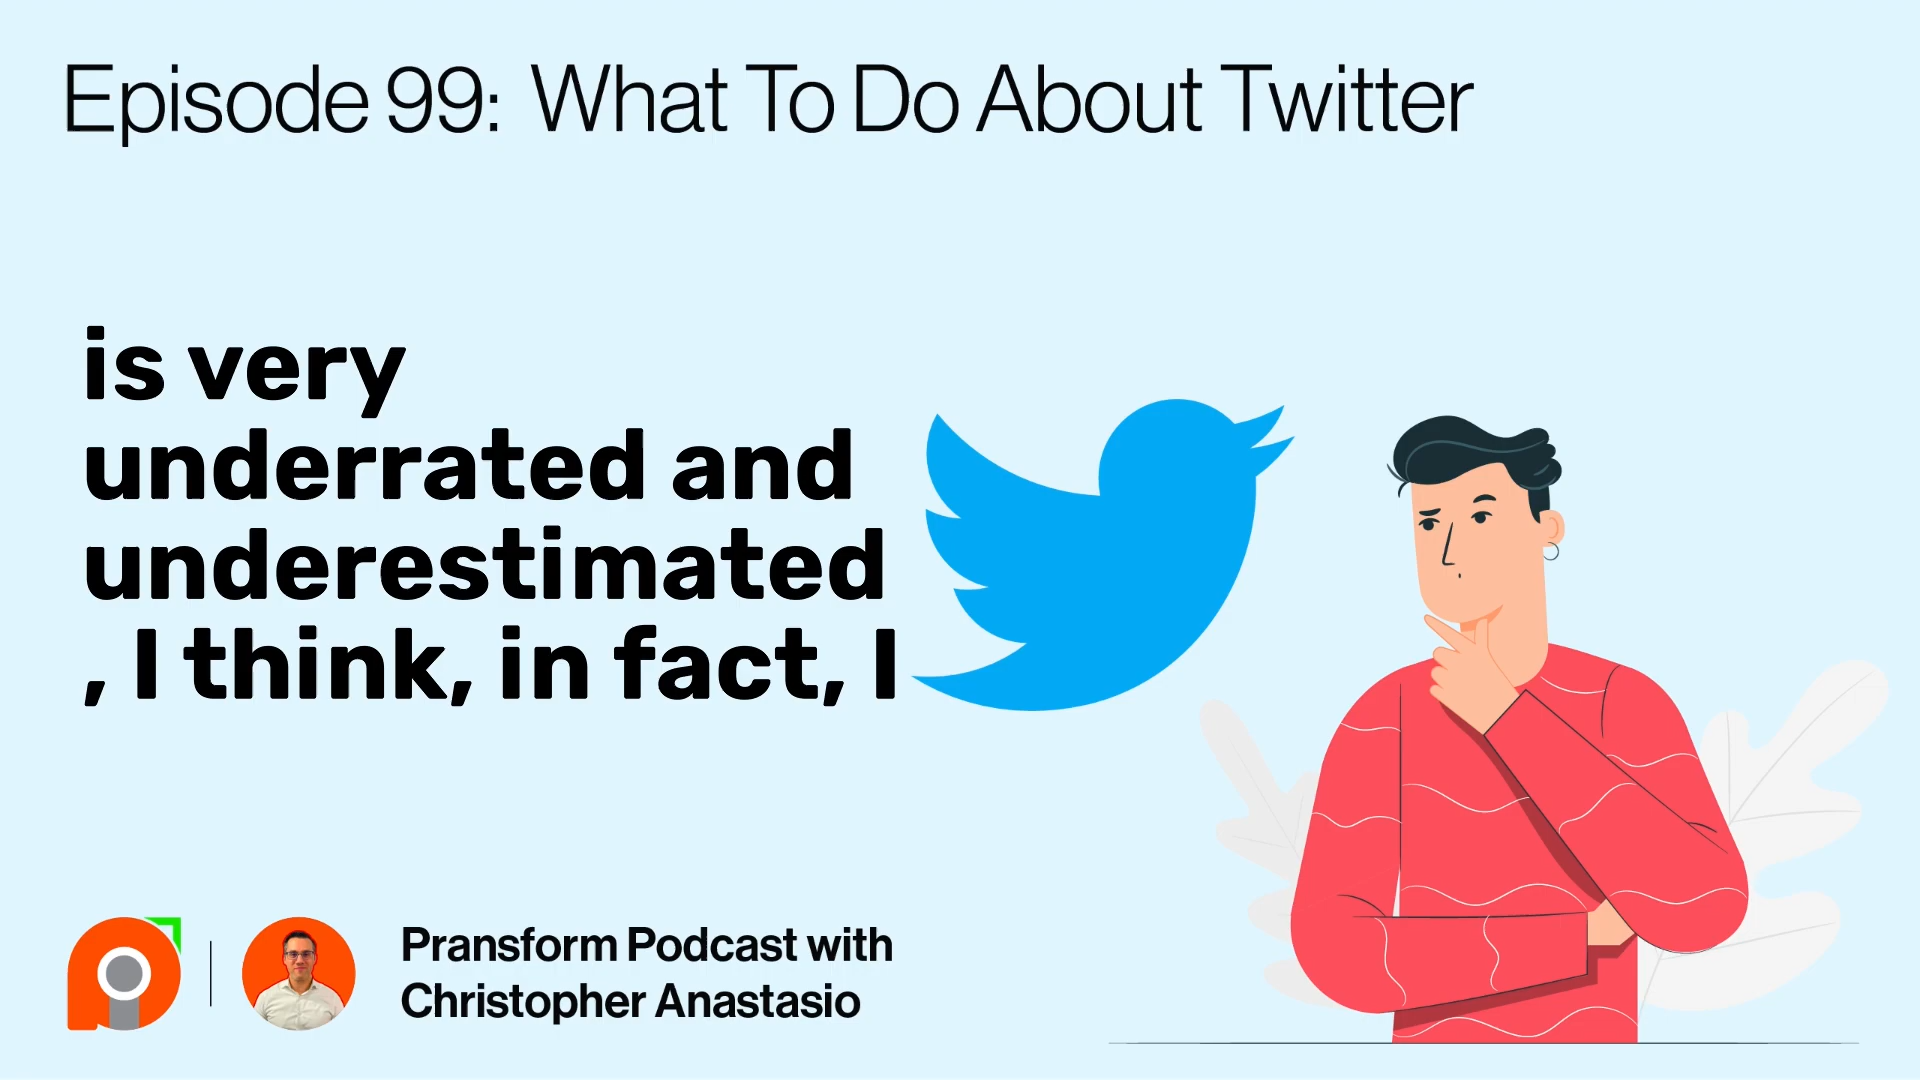 Episode 99: What To Do About Twitter
is very
underrated and
underestimated
, I think, in fact, I
Pransform Podcast with
Christopher Anastasio